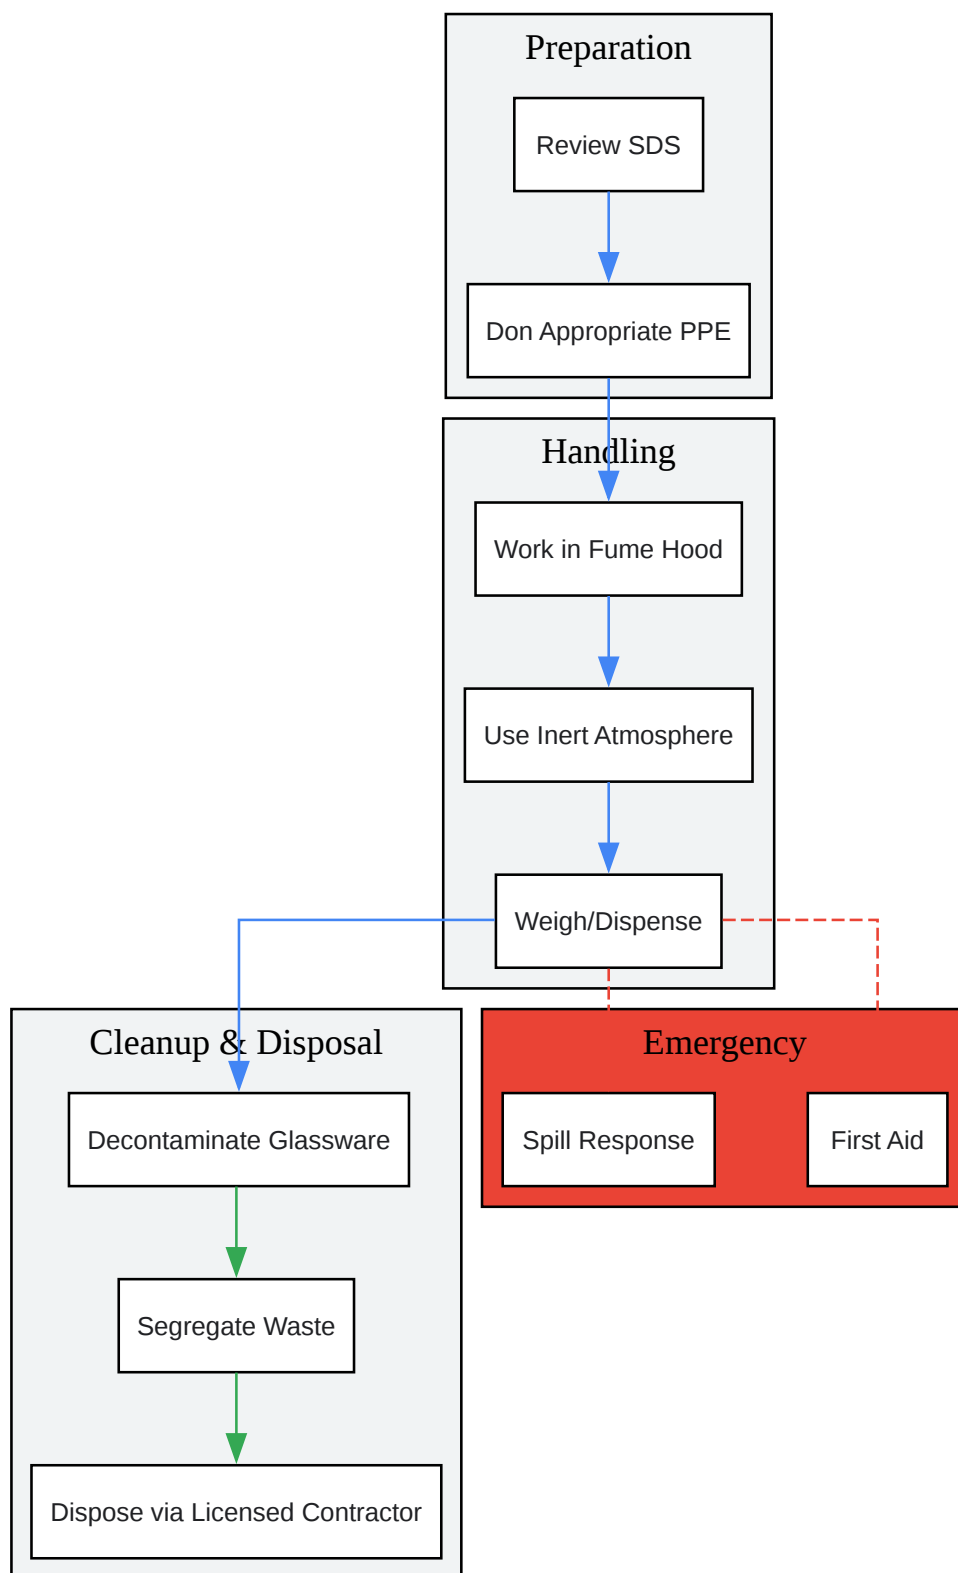 Preparation
Review SDS
Don Appropriate PPE
Handling
Work in Fume Hood
Use Inert Atmosphere
Weigh/Dispense
Cleanup & Disposal
Decontaminate Glassware
Segregate Waste
Dispose via Licensed Contractor
Emergency
Spill Response
First Aid